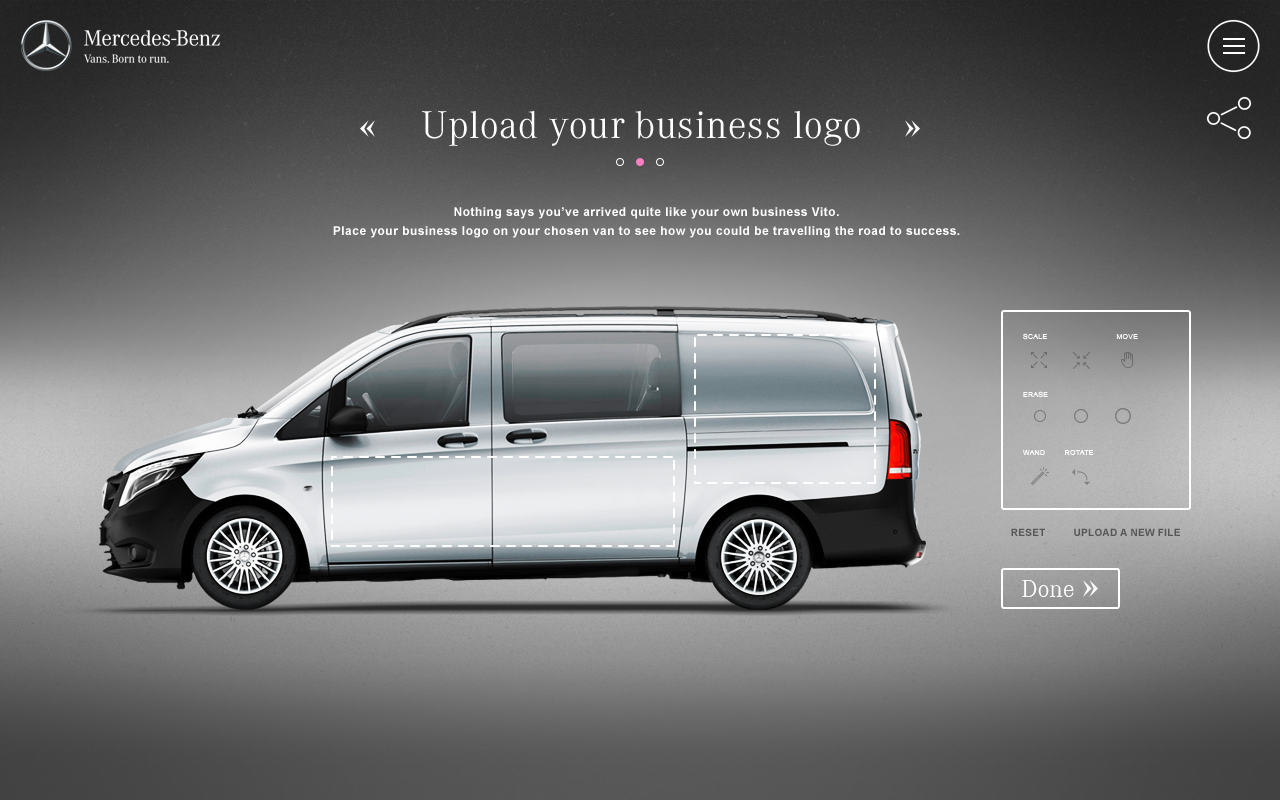 Mercedes-Benz
Vans. Born to run.
« Upload your business logo »
Nothing says you’ve arrived quite like your own business Vito.
Place your business logo on your chosen van to see how you could be travelling the road to success.
SCALE MOVE
ERASE
WAND ROTATE
RESET UPLOAD A NEW FILE
Done »